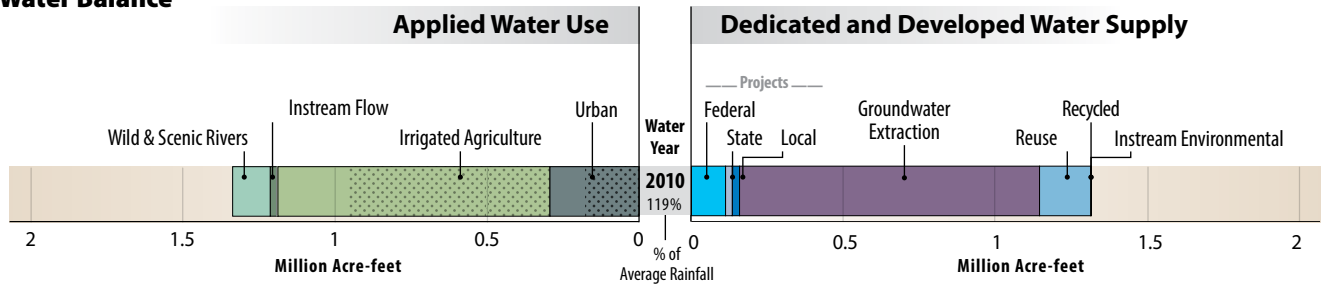 Water Balance
Applied Water Use
Dedicated and Developed Water Supply
Projects
Instream Flow
Urban
Federal
Groundwater
Extraction
Recycled
Wild & Scenic Rivers
Irrigated Agriculture
Water
Year
State
Local
Reuse
Instream Environmental
2010
119%
2
1.5
1
0.5
0
0
0.5
1
1.5
2
Million Acre-feet
% of
Average Rainfall
Million Acre-feet